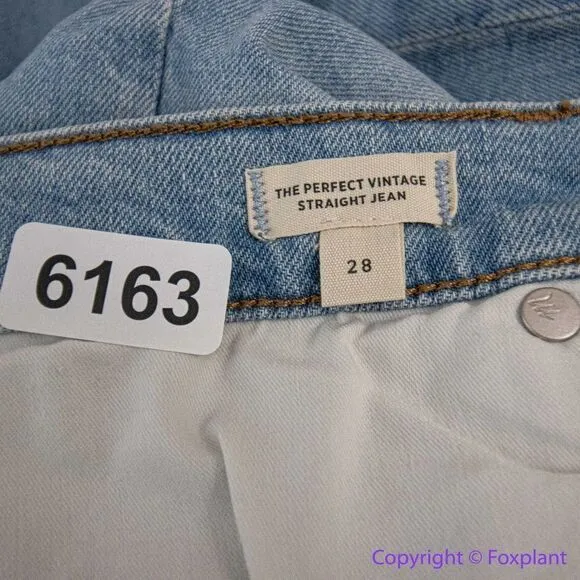 THE PERFECT VINTAGE
STRAIGHT JEAN
28
6163
Copyright © Foxplant